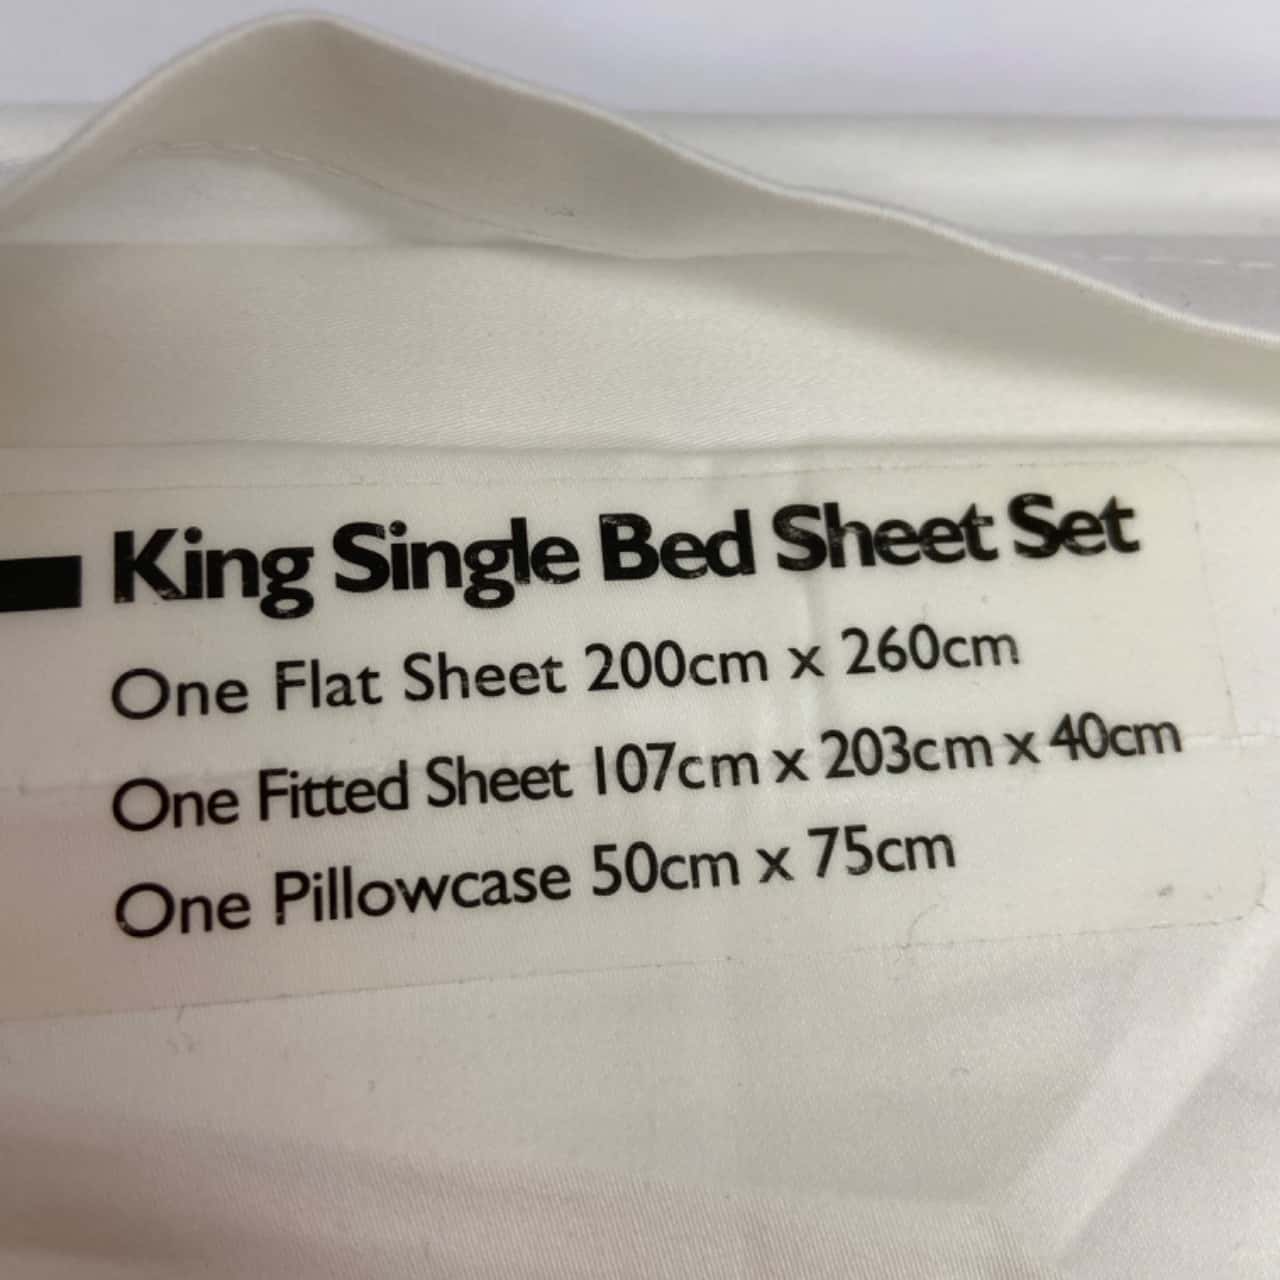 King Single Bed Sheet Set
One Flat Sheet 200cm x 260cm
One Fitted Sheet 107cm x 203cm x 40cm
One Pillowcase 50cm x 75cm